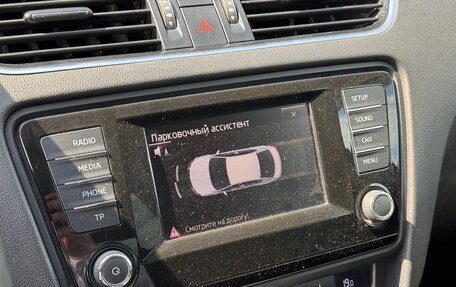 RADIO
MEDIA
PHONE
TP
Парковочный ассистент
Смотрите на дорогу!
SETUP
SOUND
CAR
MENU